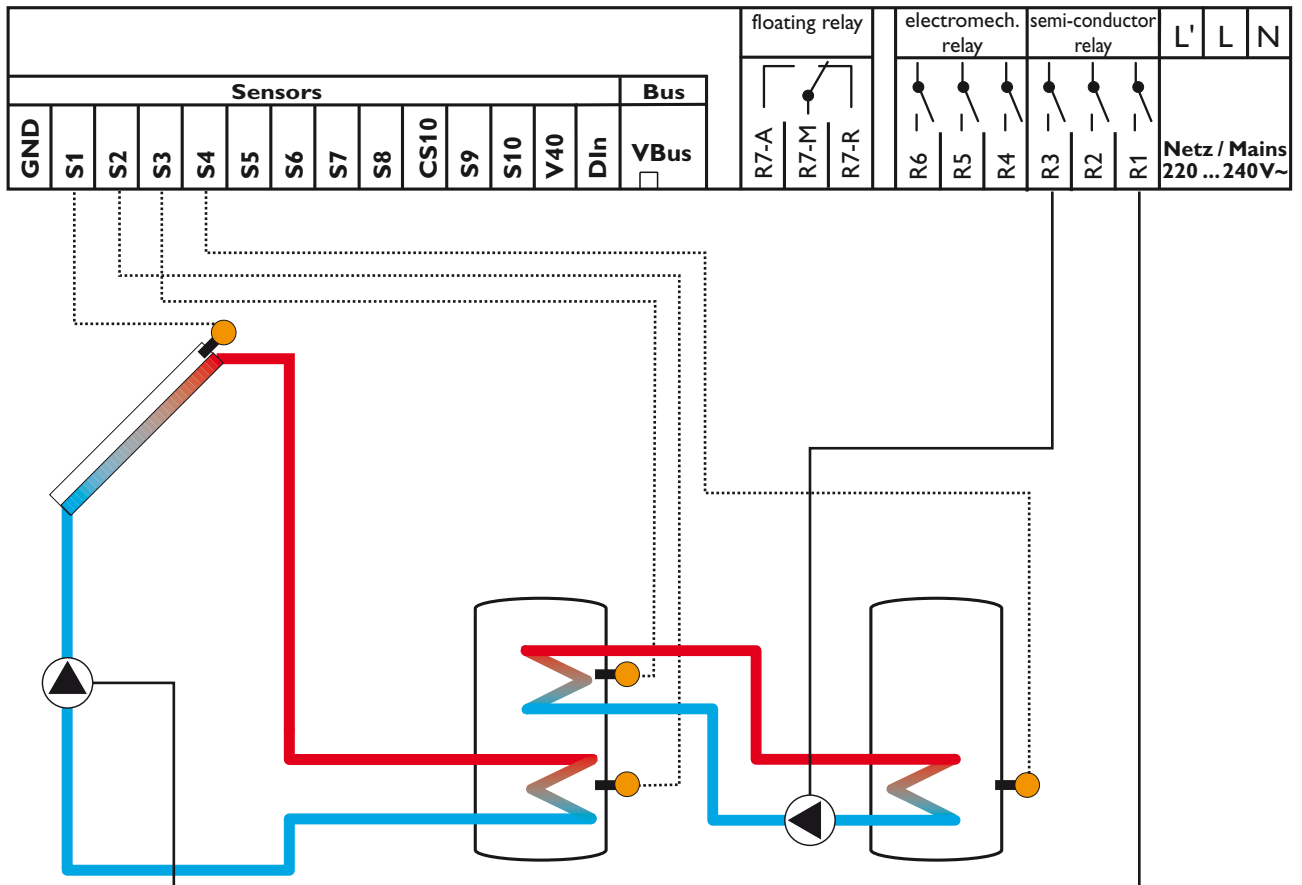 floating relay
electromech.
relay
semi-conductor
relay
L' L N
Sensors
Bus
GND S1 S2 S3 S4 S5 S6 S7 S8 CS10 S9 S10 V40 DIn
VBus
R7-A R7-M R7-R
R6 R5 R4 R3 R2 R1
Netz / Mains
220 ... 240V~